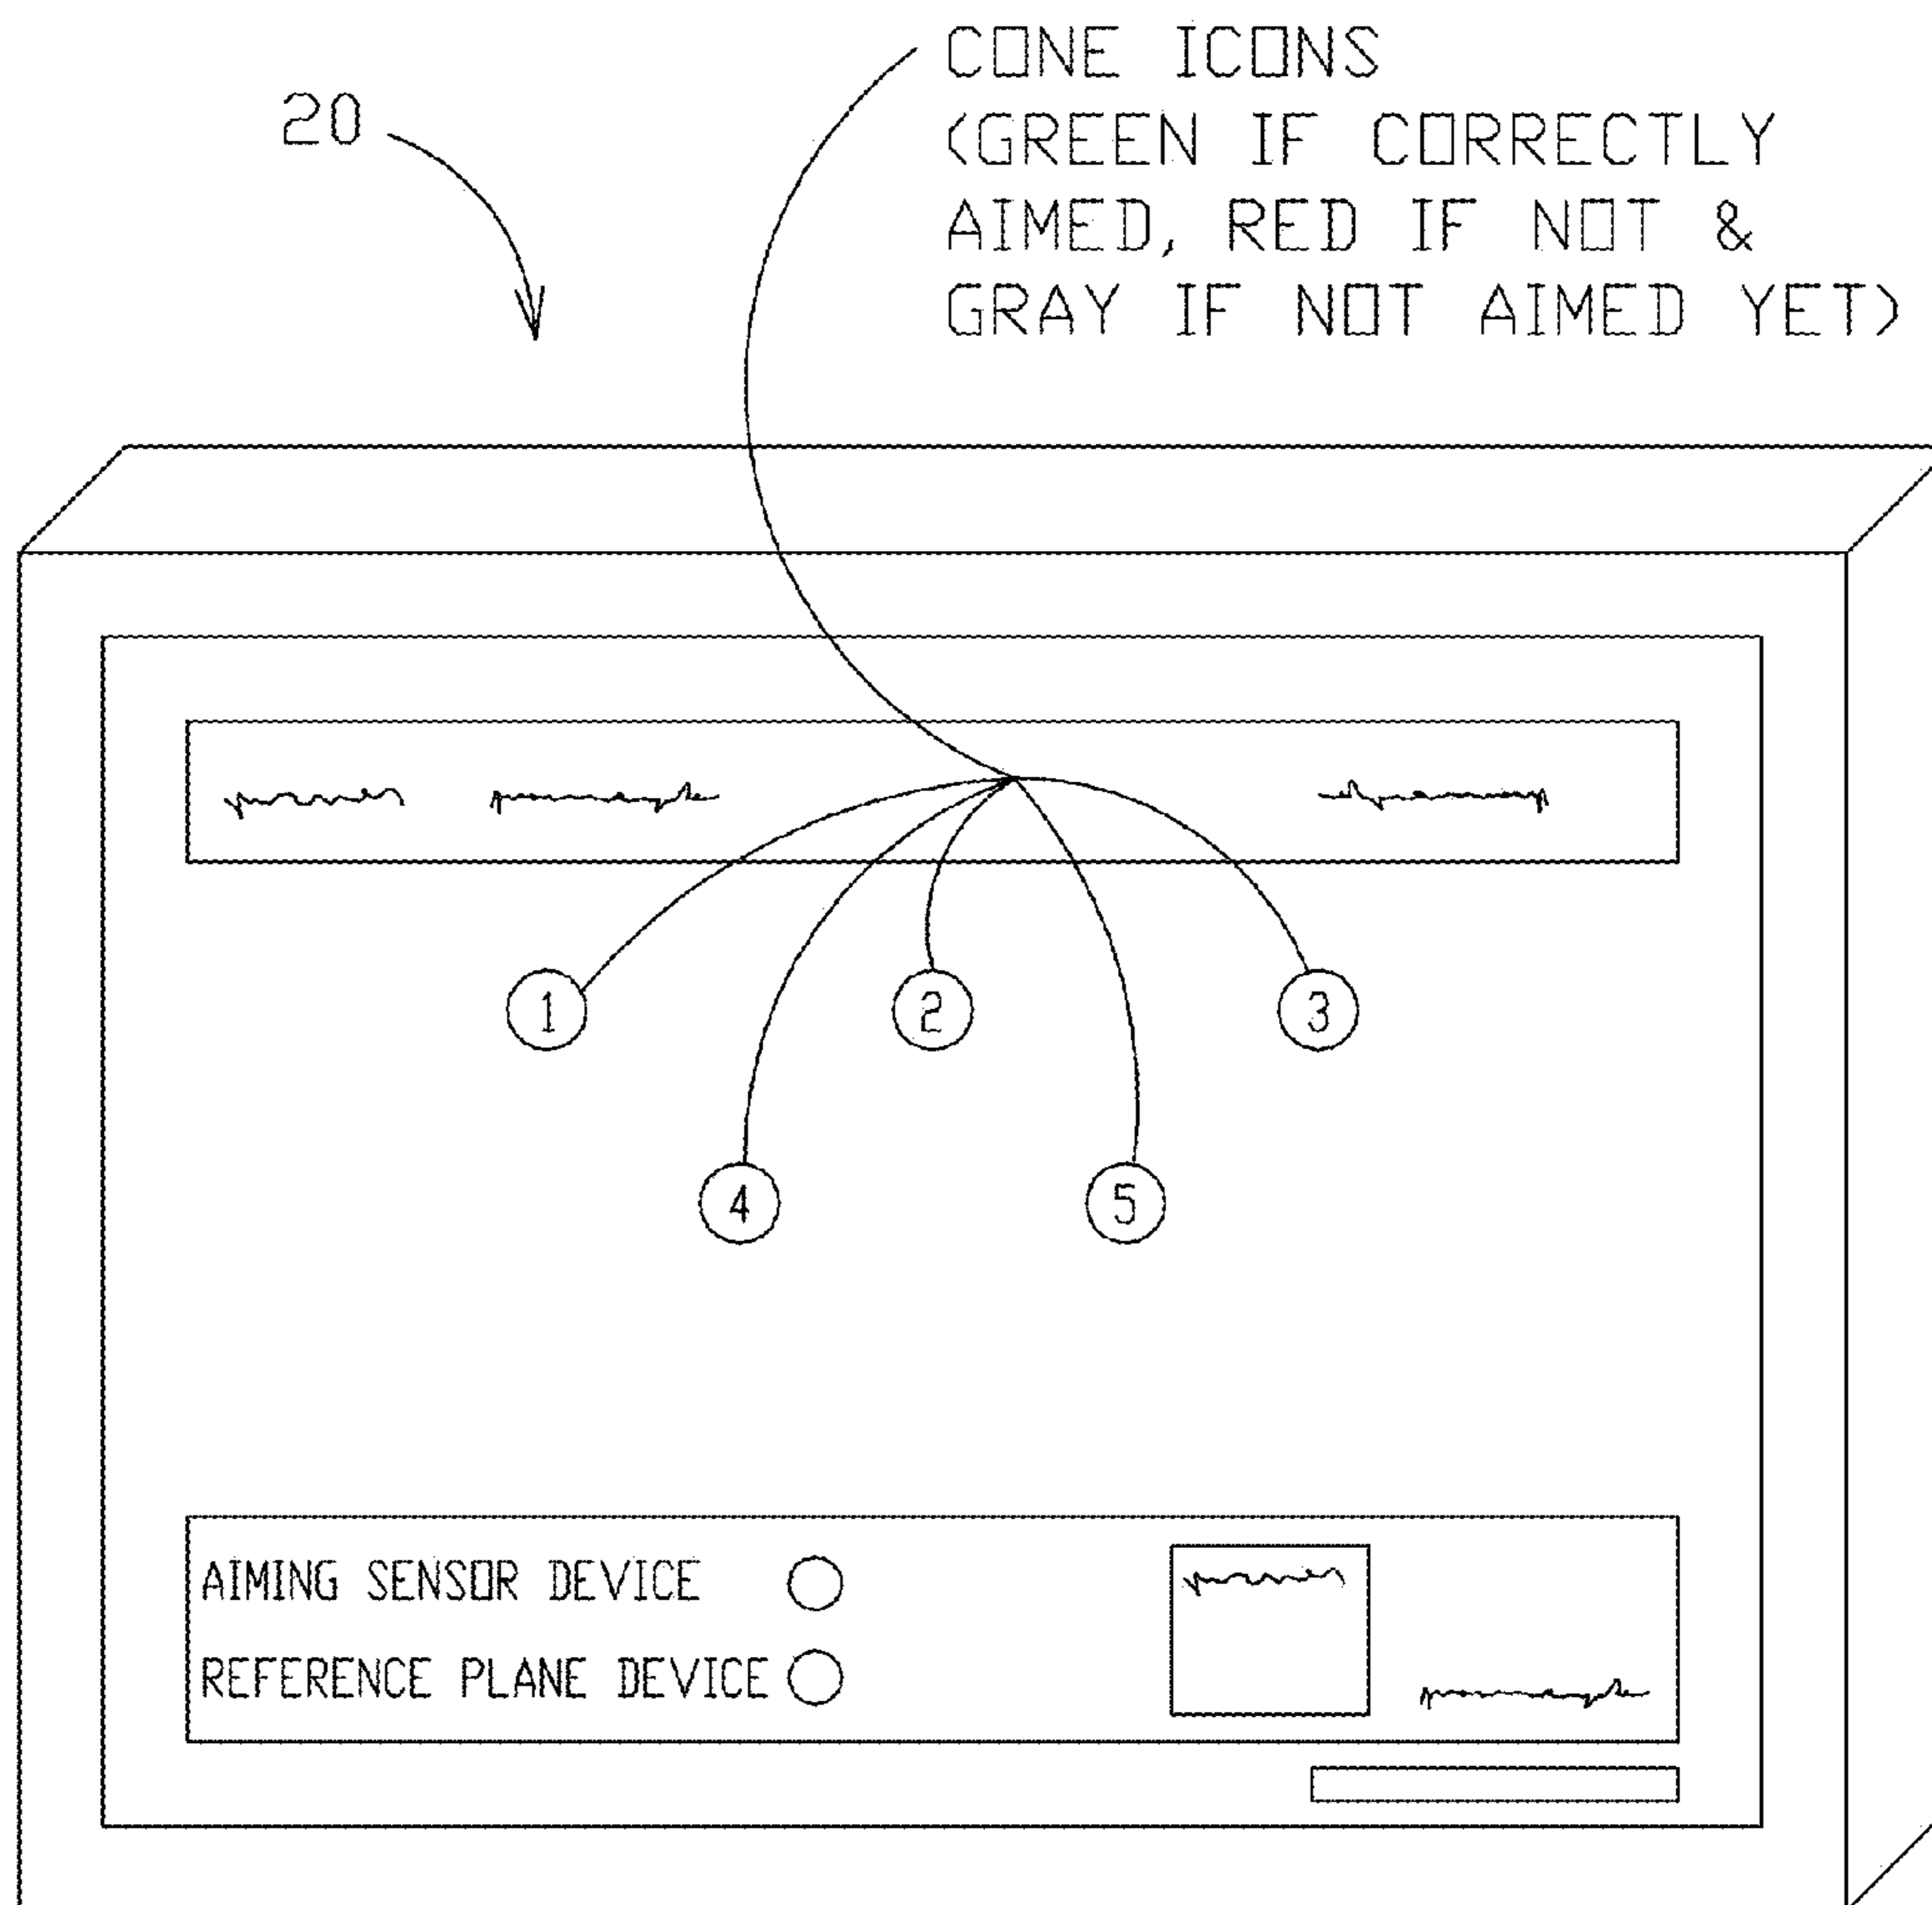 20
CONE ICONS
(GREEN IF CORRECTLY
AIMED, RED IF NOT &
GRAY IF NOT AIMED YET)
1 2 3
4 5
AIMING SENSOR DEVICE
REFERENCE PLANE DEVICE